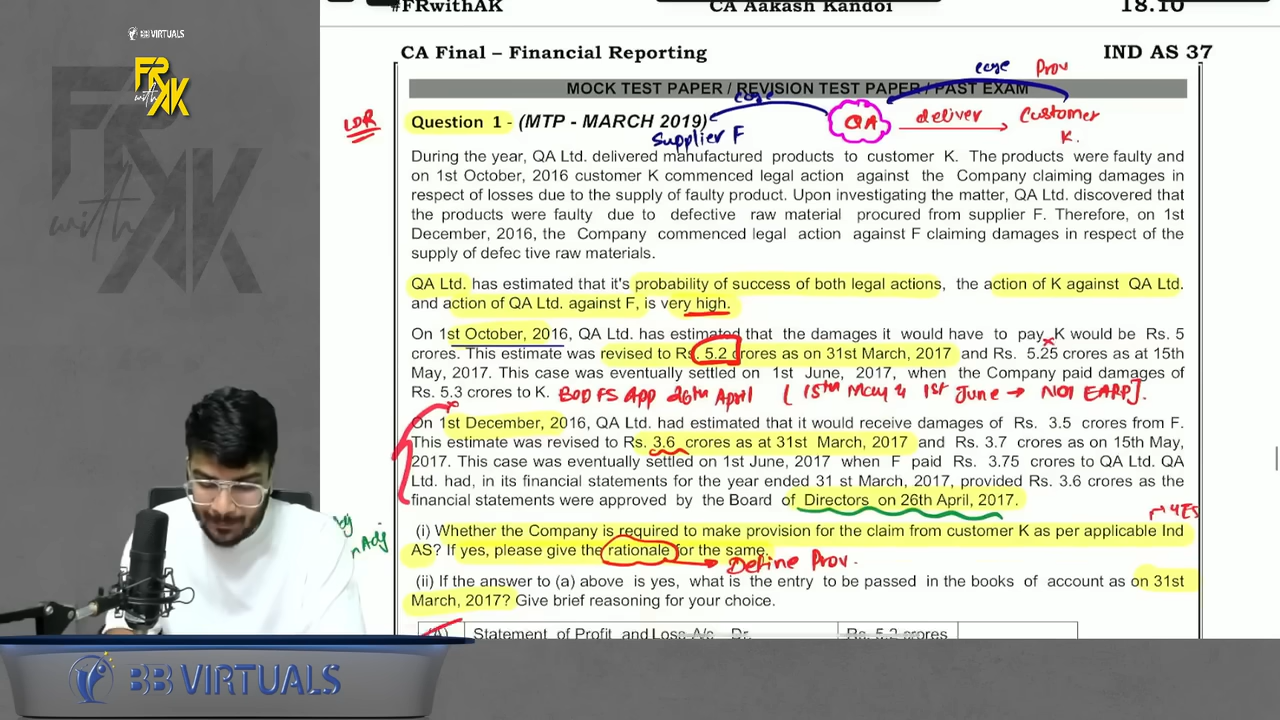 #FRwithAK CA Aakash Kandoi 18.10
BB VIRTUALS
FR with AK
CA Final – Financial Reporting IND AS 37
case Prov
MOCK TEST PAPER / REVISION TEST PAPER / PAST EXAM
case
LDR Question 1 - (MTP - MARCH 2019) QA deliver Customer
Supplier F K.
During the year, QA Ltd. delivered manufactured products to customer K. The products were faulty and
on 1st October, 2016 customer K commenced legal action against the Company claiming damages in
respect of losses due to the supply of faulty product. Upon investigating the matter, QA Ltd. discovered that
the products were faulty due to defective raw material procured from supplier F. Therefore, on 1st
December, 2016, the Company commenced legal action against F claiming damages in respect of the
supply of defec tive raw materials.
QA Ltd. has estimated that it's probability of success of both legal actions, the action of K against QA Ltd.
and action of QA Ltd. against F, is very high.
On 1st October, 2016, QA Ltd. has estimated that the damages it would have to pay K would be Rs. 5
crores. This estimate was revised to Rs. 5.2 crores as on 31st March, 2017 and Rs. 5.25 crores as at 15th
May, 2017. This case was eventually settled on 1st June, 2017, when the Company paid damages of
Rs. 5.3 crores to K. BOD FS App 26th April [15th May & 1st June → NOT EARP].
On 1st December, 2016, QA Ltd. had estimated that it would receive damages of Rs. 3.5 crores from F.
This estimate was revised to Rs. 3.6 crores as at 31st March, 2017 and Rs. 3.7 crores as on 15th May,
2017. This case was eventually settled on 1st June, 2017 when F paid Rs. 3.75 crores to QA Ltd. QA
Ltd. had, in its financial statements for the year ended 31 st March, 2017, provided Rs. 3.6 crores as the
financial statements were approved by the Board of Directors on 26th April, 2017.
YES
(i) Whether the Company is required to make provision for the claim from customer K as per applicable Ind
AS? If yes, please give the rationale for the same.
Define Prov.
Adj
(ii) If the answer to (a) above is yes, what is the entry to be passed in the books of account as on 31st
March, 2017? Give brief reasoning for your choice.
(A) Statement of Profit and Loss A/c Dr. Rs. 5.2 crores
BB VIRTUALS